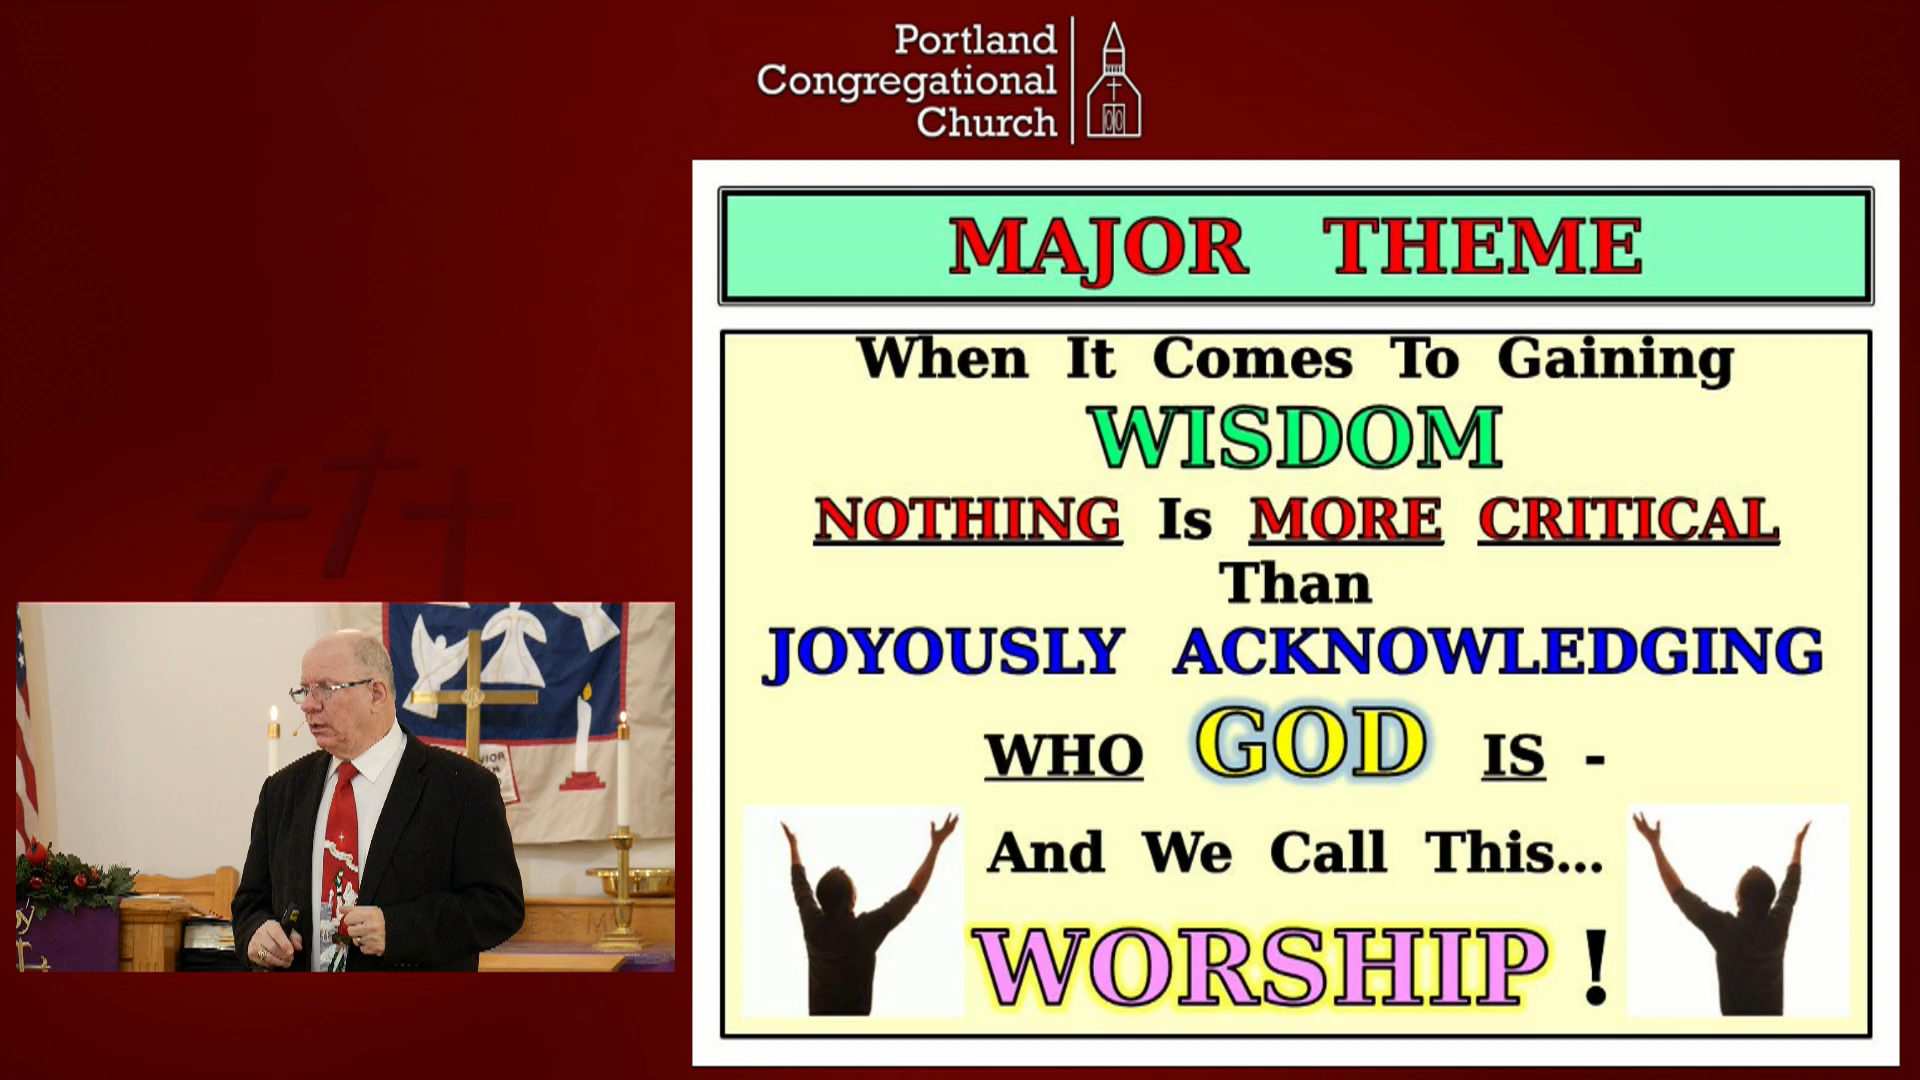 Portland
Congregational
Church
MAJOR THEME
When It Comes To Gaining
WISDOM
NOTHING Is MORE CRITICAL
Than
JOYOUSLY ACKNOWLEDGING
WHO GOD IS -
And We Call This...
WORSHIP !